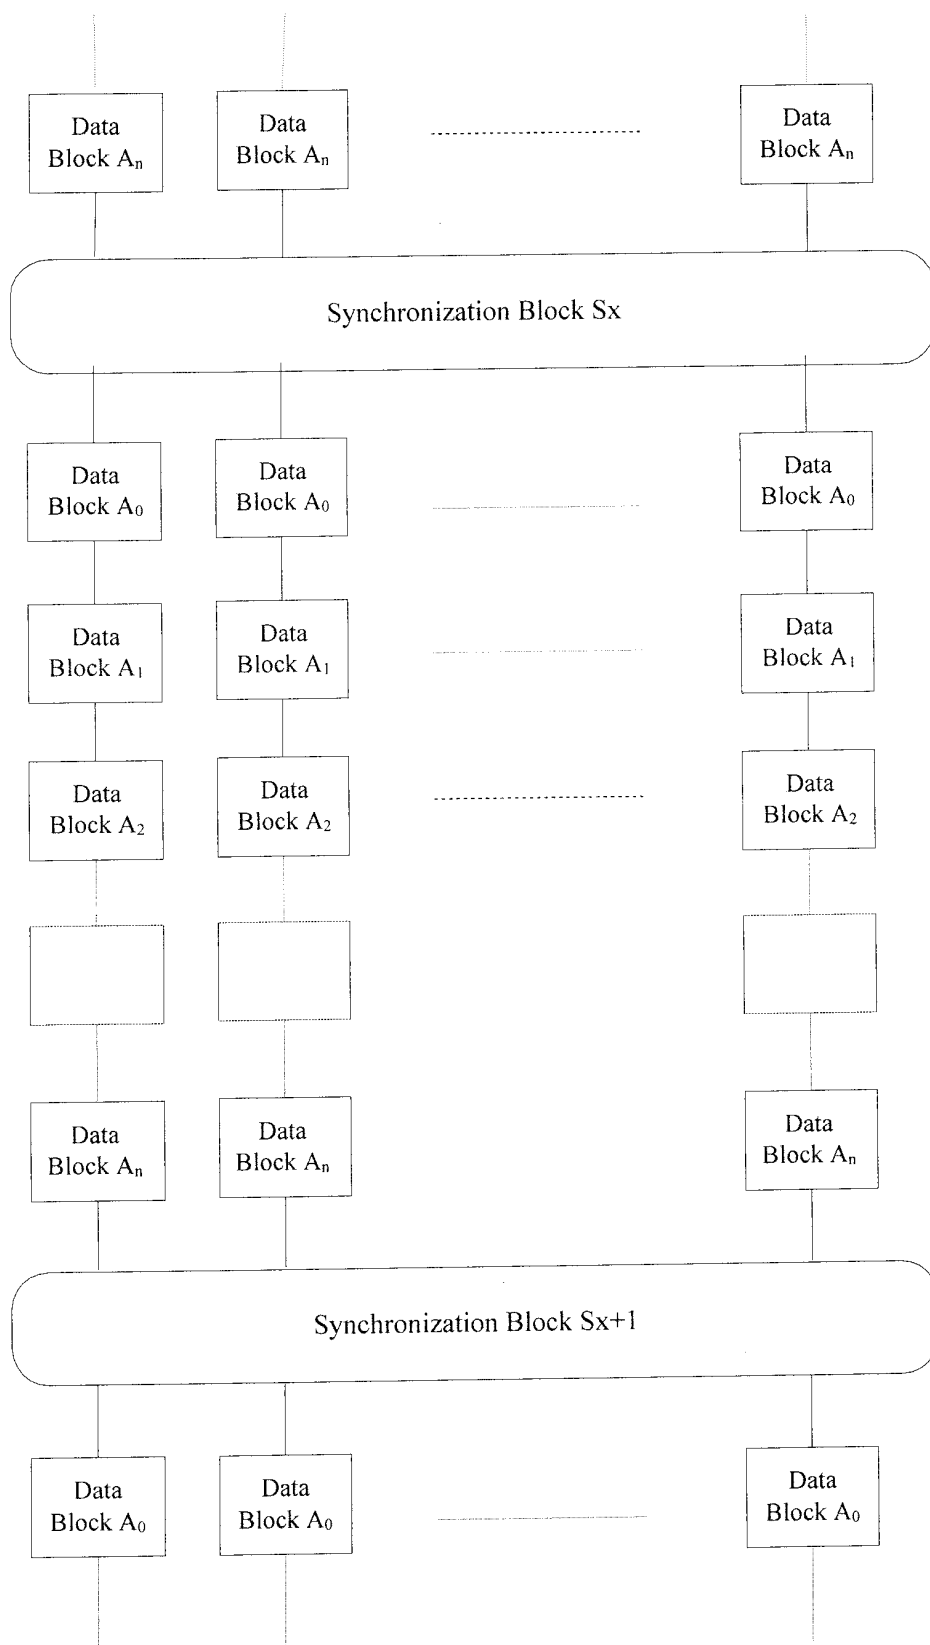 Data
Block Aₙ
Data
Block Aₙ
Data
Block Aₙ
Synchronization Block Sx
Data
Block A₀
Data
Block A₀
Data
Block A₀
Data
Block A₁
Data
Block A₁
Data
Block A₁
Data
Block A₂
Data
Block A₂
Data
Block A₂
Data
Block Aₙ
Data
Block Aₙ
Data
Block Aₙ
Synchronization Block Sx+1
Data
Block A₀
Data
Block A₀
Data
Block A₀